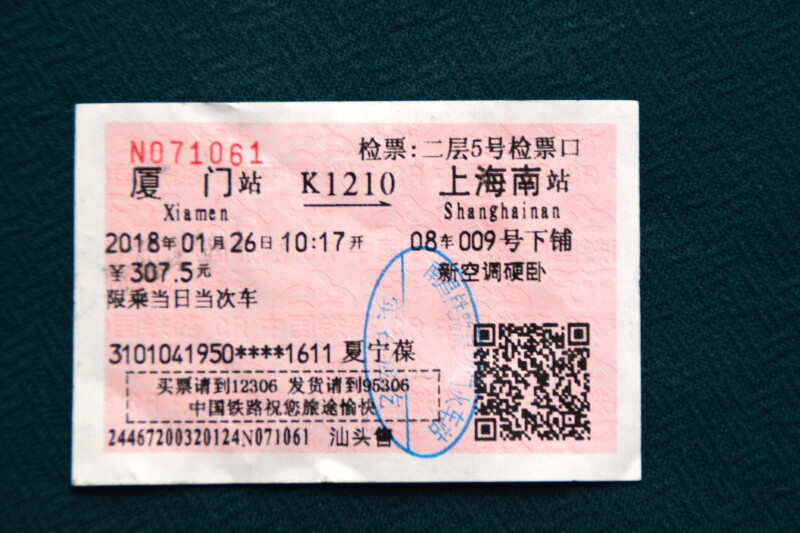 N071061 检票:二层5号检票口
厦门站 K1210 上海南站
Xiamen Shanghainan
2018年01月26日10:17开 08车009号下铺
￥307.5元 新空调硬卧
限乘当日当次车
3101041950****1611 夏宁葆
买票请到12306 发货请到95306
中国铁路祝您旅途愉快
24467200320124N071061 汕头售
火车站